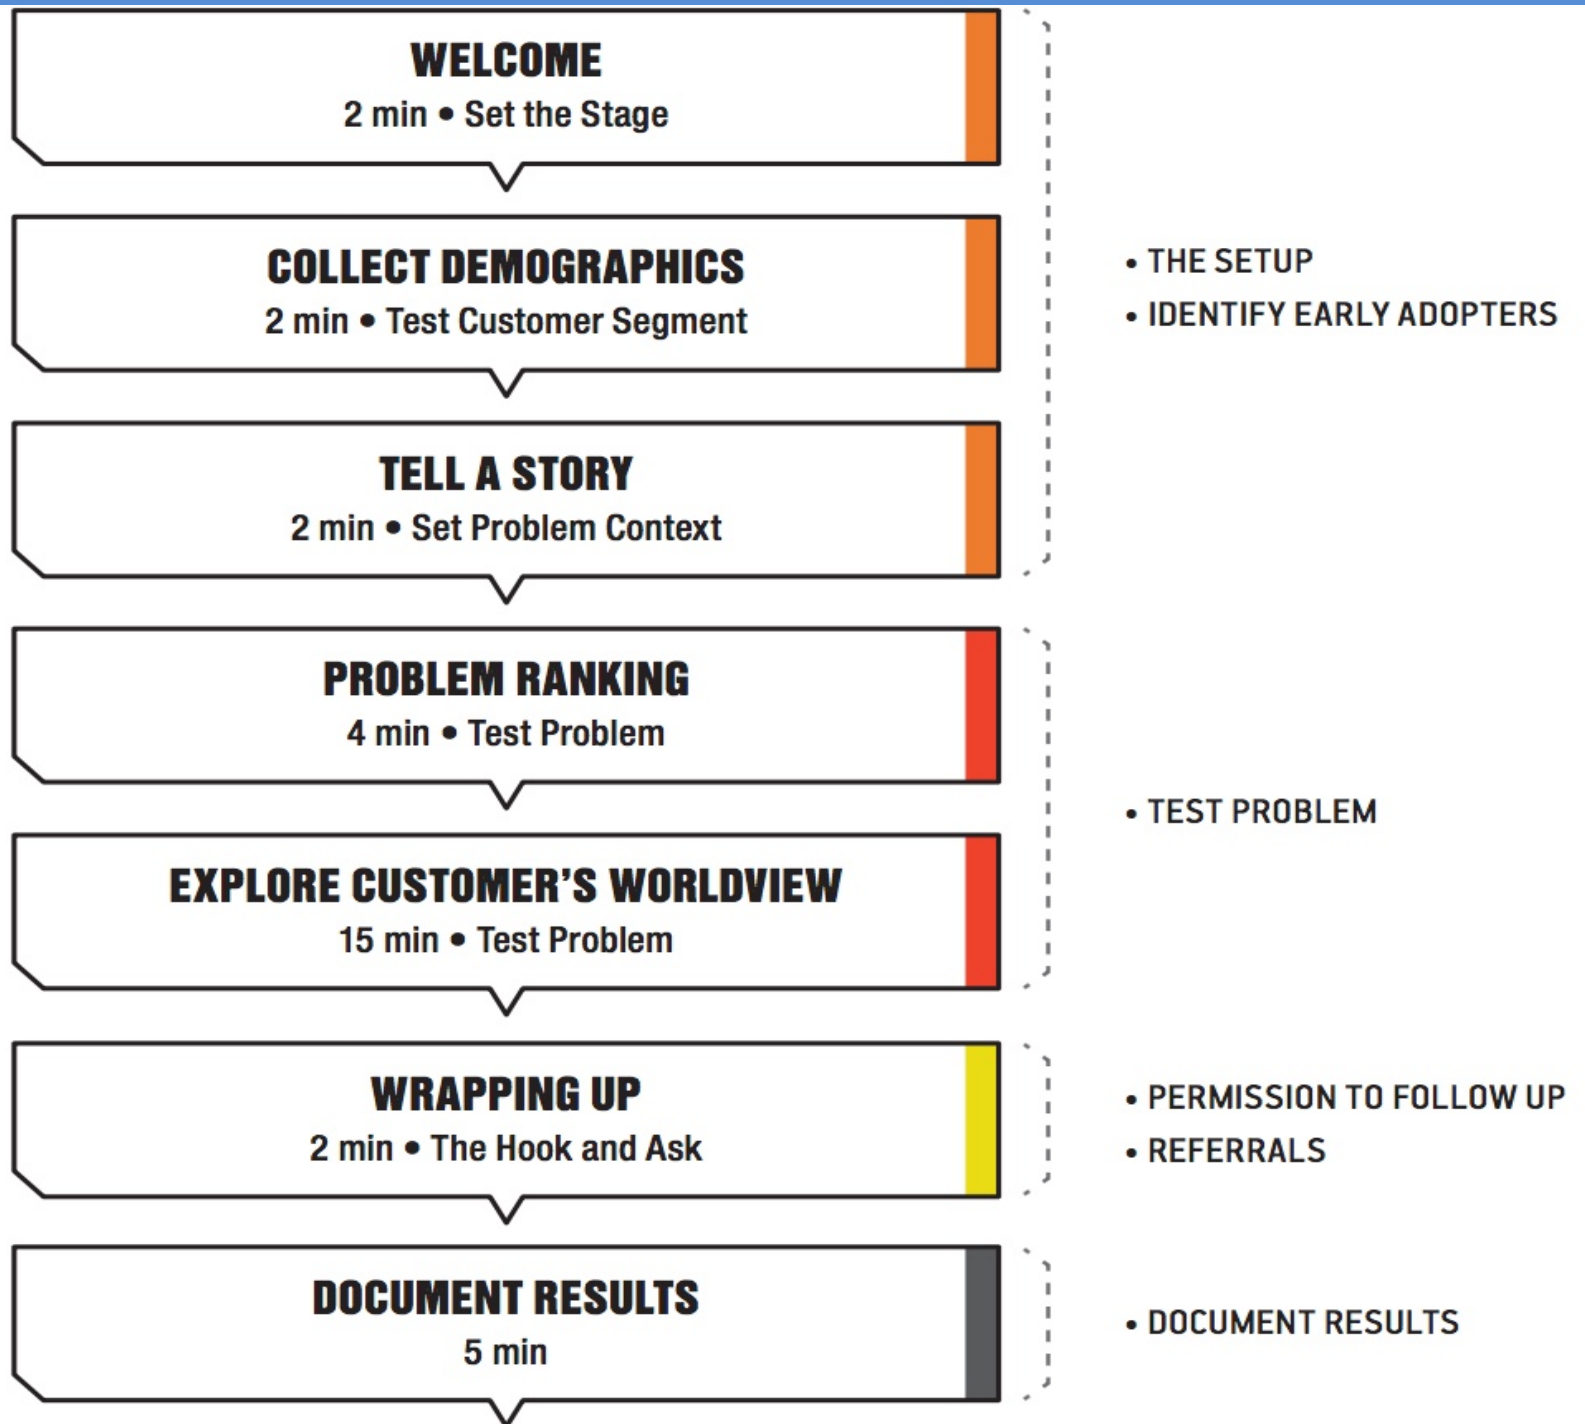 WELCOME
2 min • Set the Stage
COLLECT DEMOGRAPHICS
2 min • Test Customer Segment
• THE SETUP
• IDENTIFY EARLY ADOPTERS
TELL A STORY
2 min • Set Problem Context
PROBLEM RANKING
4 min • Test Problem
• TEST PROBLEM
EXPLORE CUSTOMER’S WORLDVIEW
15 min • Test Problem
WRAPPING UP
2 min • The Hook and Ask
• PERMISSION TO FOLLOW UP
• REFERRALS
DOCUMENT RESULTS
5 min
• DOCUMENT RESULTS